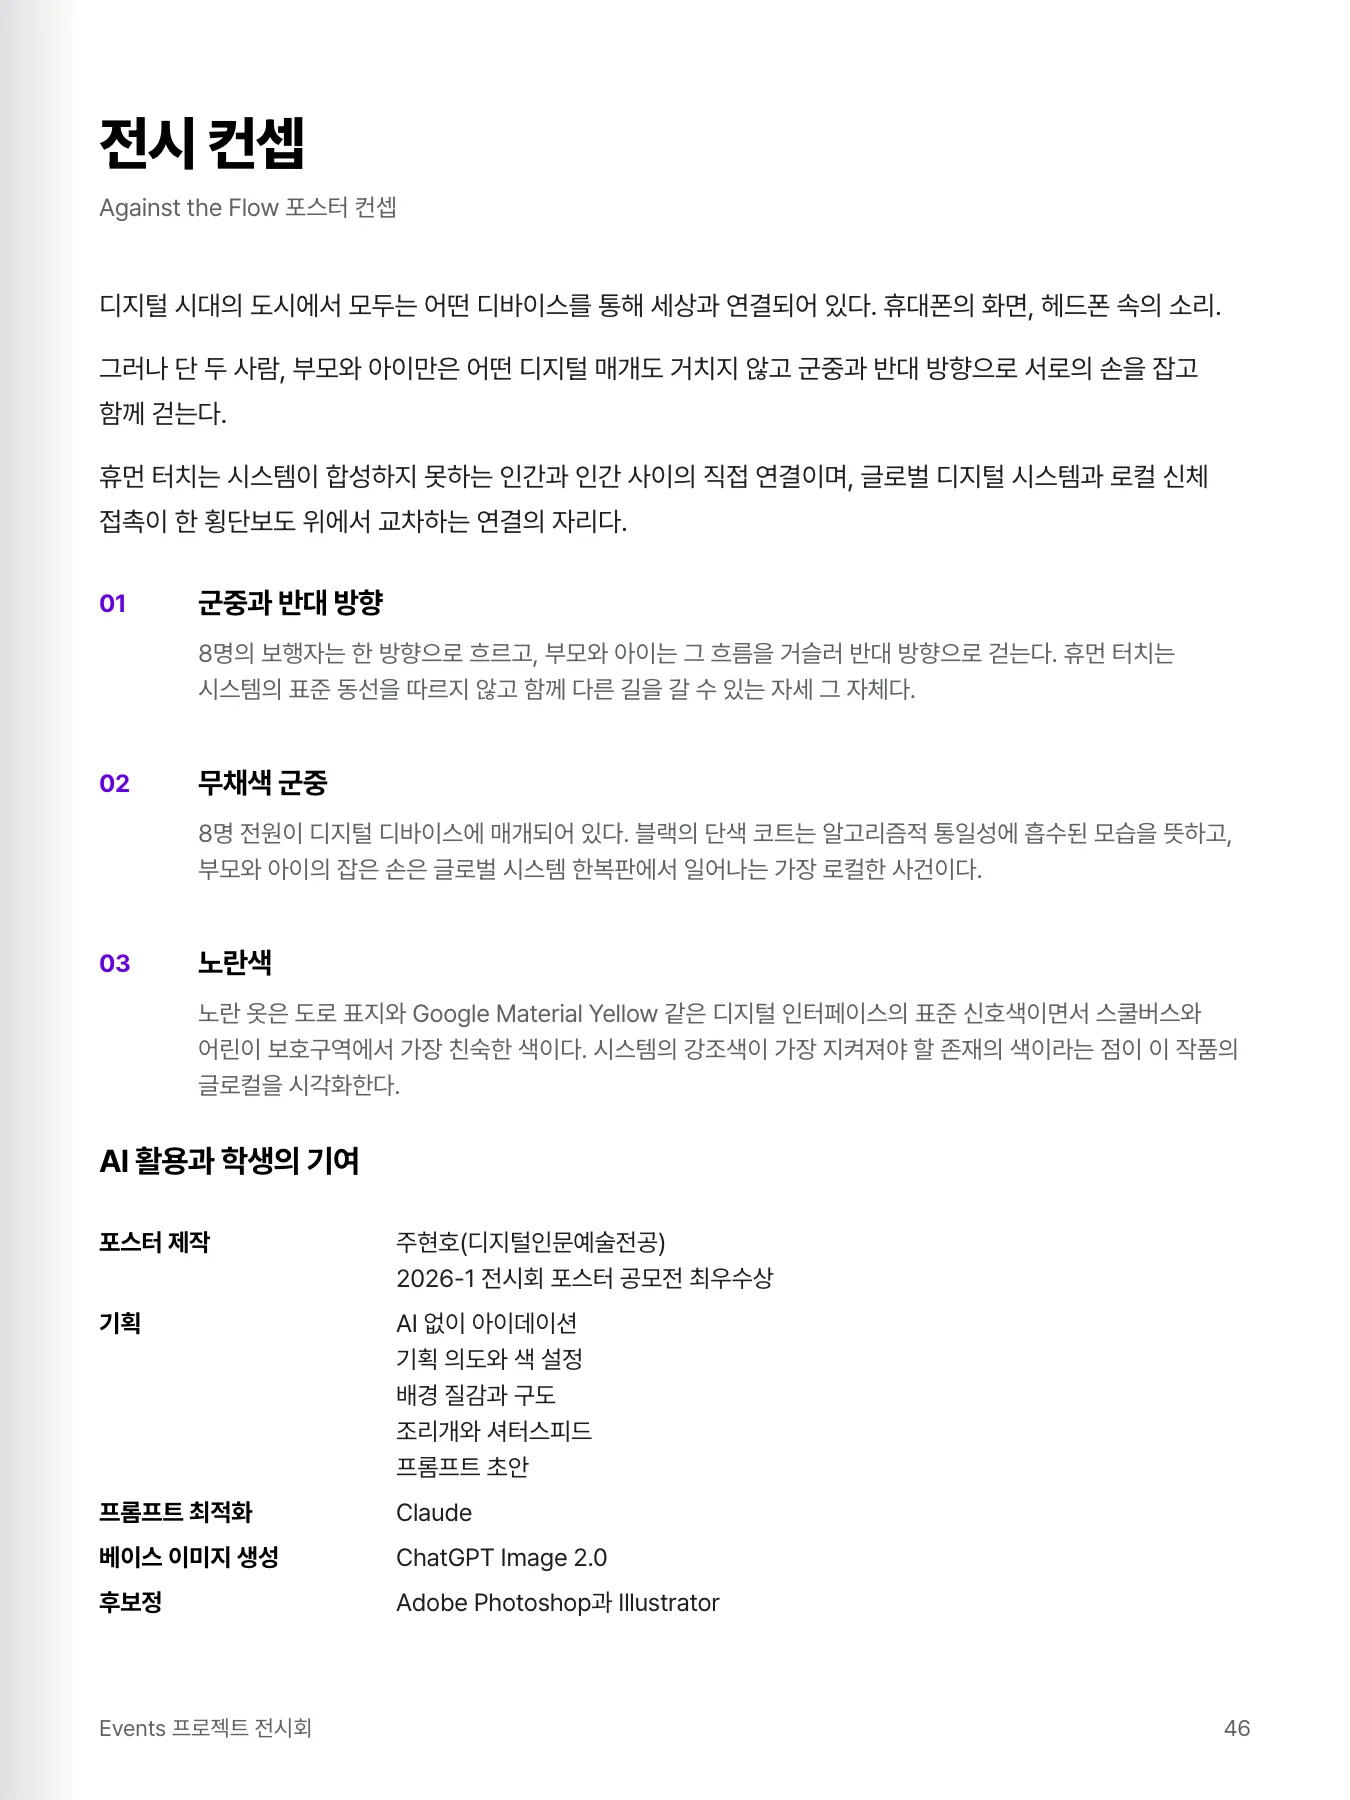 전시 컨셉
Against the Flow 포스터 컨셉
디지털 시대의 도시에서 모두는 어떤 디바이스를 통해 세상과 연결되어 있다. 휴대폰의 화면, 헤드폰 속의 소리.
그러나 단 두 사람, 부모와 아이만은 어떤 디지털 매개도 거치지 않고 군중과 반대 방향으로 서로의 손을 잡고
함께 걷는다.
휴먼 터치는 시스템이 합성하지 못하는 인간과 인간 사이의 직접 연결이며, 글로벌 디지털 시스템과 로컬 신체
접촉이 한 횡단보도 위에서 교차하는 연결의 자리다.
01 군중과 반대 방향
8명의 보행자는 한 방향으로 흐르고, 부모와 아이는 그 흐름을 거슬러 반대 방향으로 걷는다. 휴먼 터치는
시스템의 표준 동선을 따르지 않고 함께 다른 길을 갈 수 있는 자세 그 자체다.
02 무채색 군중
8명 전원이 디지털 디바이스에 매개되어 있다. 블랙의 단색 코트는 알고리즘적 통일성에 흡수된 모습을 뜻하고,
부모와 아이의 잡은 손은 글로벌 시스템 한복판에서 일어나는 가장 로컬한 사건이다.
03 노란색
노란 옷은 도로 표지와 Google Material Yellow 같은 디지털 인터페이스의 표준 신호색이면서 스쿨버스와
어린이 보호구역에서 가장 친숙한 색이다. 시스템의 강조색이 가장 지켜져야 할 존재의 색이라는 점이 이 작품의
글로컬을 시각화한다.
AI 활용과 학생의 기여
포스터 제작 주현호(디지털인문예술전공)
2026-1 전시회 포스터 공모전 최우수상
기획 AI 없이 아이데이션
기획 의도와 색 설정
배경 질감과 구도
조리개와 셔터스피드
프롬프트 초안
프롬프트 최적화 Claude
베이스 이미지 생성 ChatGPT Image 2.0
후보정 Adobe Photoshop과 Illustrator
Events 프로젝트 전시회 46